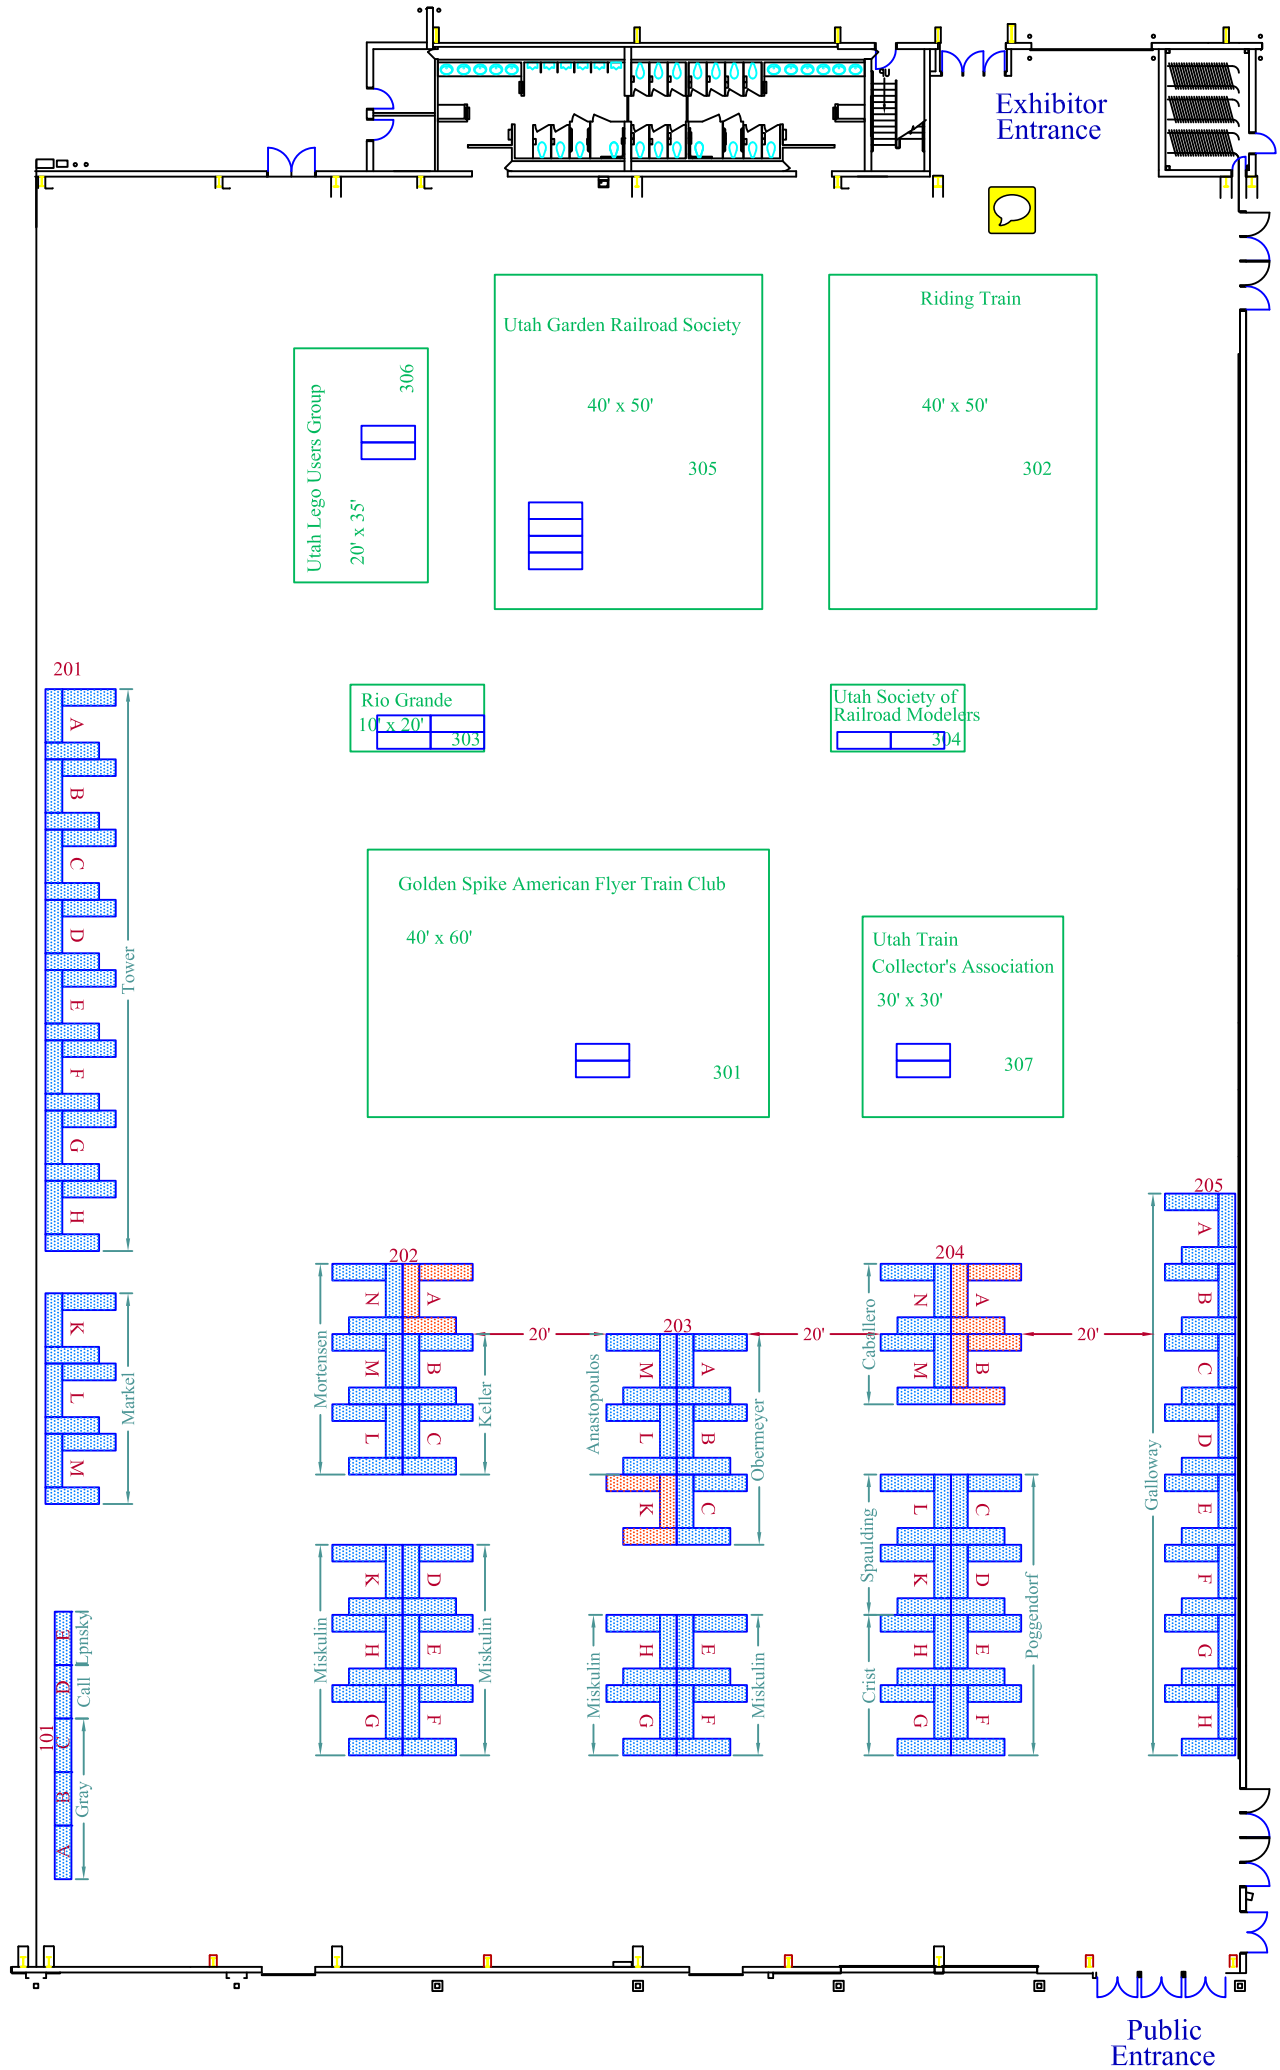 Exhibitor
Entrance
Riding Train
40' x 50'
302
Utah Garden Railroad Society
40' x 50'
305
Utah Lego Users Group
20' x 35'
306
Rio Grande
10' x 20'
303
Utah Society of
Railroad Modelers
304
Golden Spike American Flyer Train Club
40' x 60'
301
Utah Train
Collector's Association
30' x 30'
307
201
A
B
C
D
E
F
G
H
Tower
K
L
M
Markel
101
E
D
C
B
A
Lpnsky
Call
Gray
202
N
A
M
B
L
C
Mortensen
Keller
K
D
H
E
G
F
Miskulin
Miskulin
20'
203
M
A
L
B
K
C
Anastopoulos
Obermeyer
H
E
G
F
Miskulin
Miskulin
20'
204
N
A
M
B
Caballero
L
C
K
D
H
E
G
F
Spaulding
Crist
Poggendorf
20'
205
A
B
C
D
E
F
G
H
Galloway
Public
Entrance